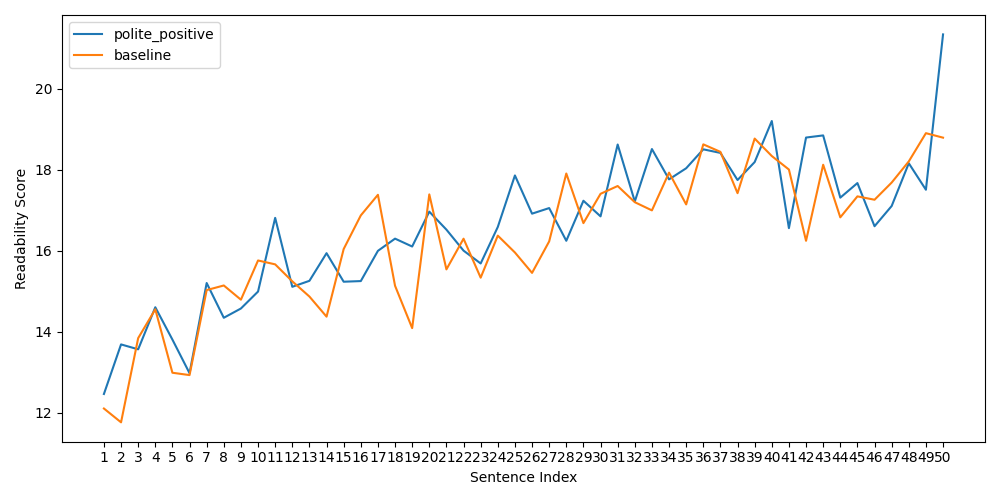 polite_positive
baseline
20
18
16
14
12
Readability Score
1 2 3 4 5 6 7 8 9 10 11 12 13 14 15 16 17 18 19 20 21 22 23 24 25 26 27 28 29 30 31 32 33 34 35 36 37 38 39 40 41 42 43 44 45 46 47 48 49 50
Sentence Index